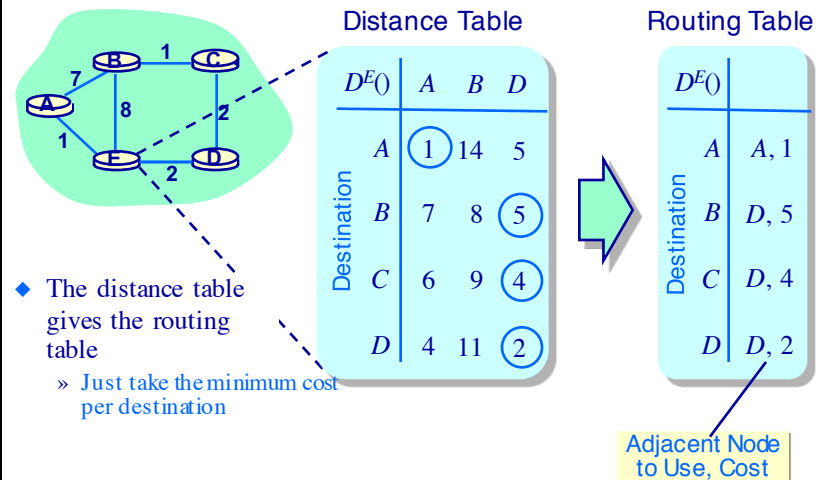 Distance Table
Routing Table
B
1
C
7
A
8
2
1
E
D
2
Dᴱ() A B D
A 1 14 5
B 7 8 5
C 6 9 4
D 4 11 2
Destination
Dᴱ()
A A, 1
B D, 5
C D, 4
D D, 2
Destination
◆ The distance table
gives the routing
table
» Just take the minimum cost
per destination
Adjacent Node
to Use, Cost